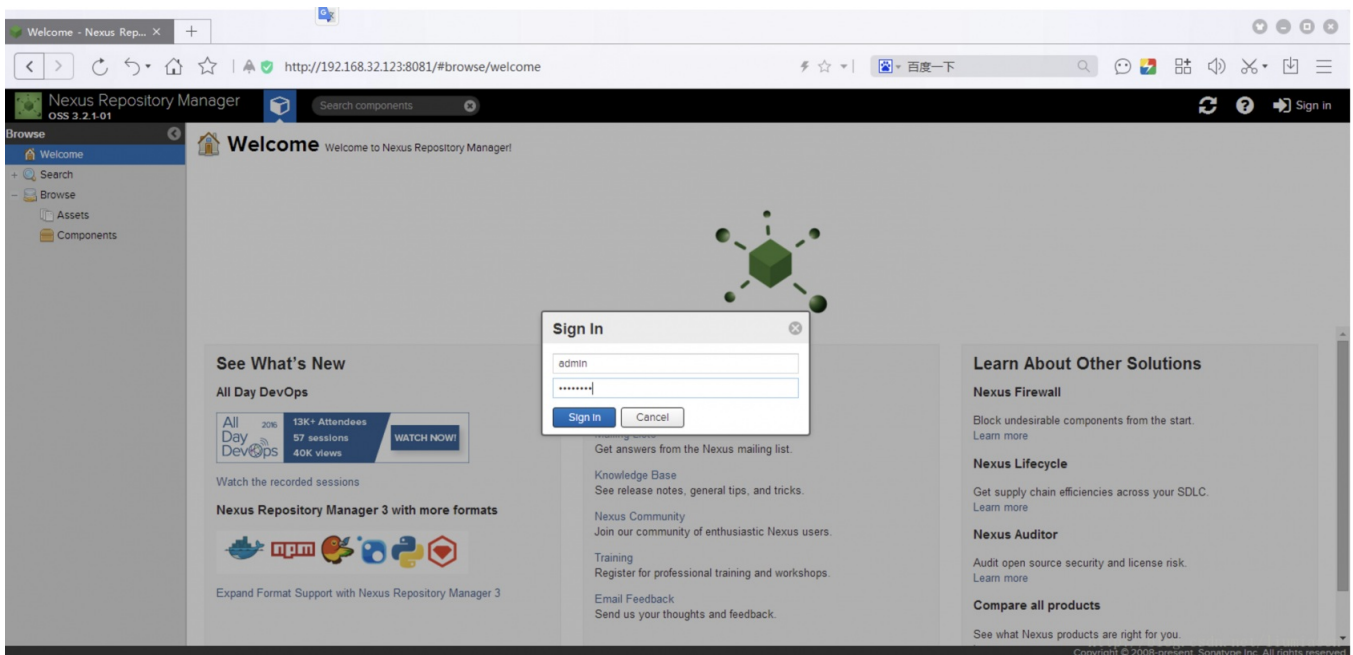 Welcome - Nexus Rep...
http://192.168.32.123:8081/#browse/welcome
百度一下
Nexus Repository Manager
OSS 3.2.1-01
Search components
Sign in
Browse
Welcome
Search
Browse
Assets
Components
Welcome Welcome to Nexus Repository Manager!
Sign In
admin
••••••••
Sign in
Cancel
See What's New
All Day DevOps
All Day DevOps
2016
13K+ Attendees
57 sessions
40K views
WATCH NOW!
Watch the recorded sessions
Nexus Repository Manager 3 with more formats
npm
Expand Format Support with Nexus Repository Manager 3
Get answers from the Nexus mailing list.
Knowledge Base
See release notes, general tips, and tricks.
Nexus Community
Join our community of enthusiastic Nexus users.
Training
Register for professional training and workshops.
Email Feedback
Send us your thoughts and feedback.
Learn About Other Solutions
Nexus Firewall
Block undesirable components from the start.
Learn more
Nexus Lifecycle
Get supply chain efficiencies across your SDLC.
Learn more
Nexus Auditor
Audit open source security and license risk.
Learn more
Compare all products
See what Nexus products are right for you.
Copyright © 2008-present, Sonatype Inc. All rights reserved.